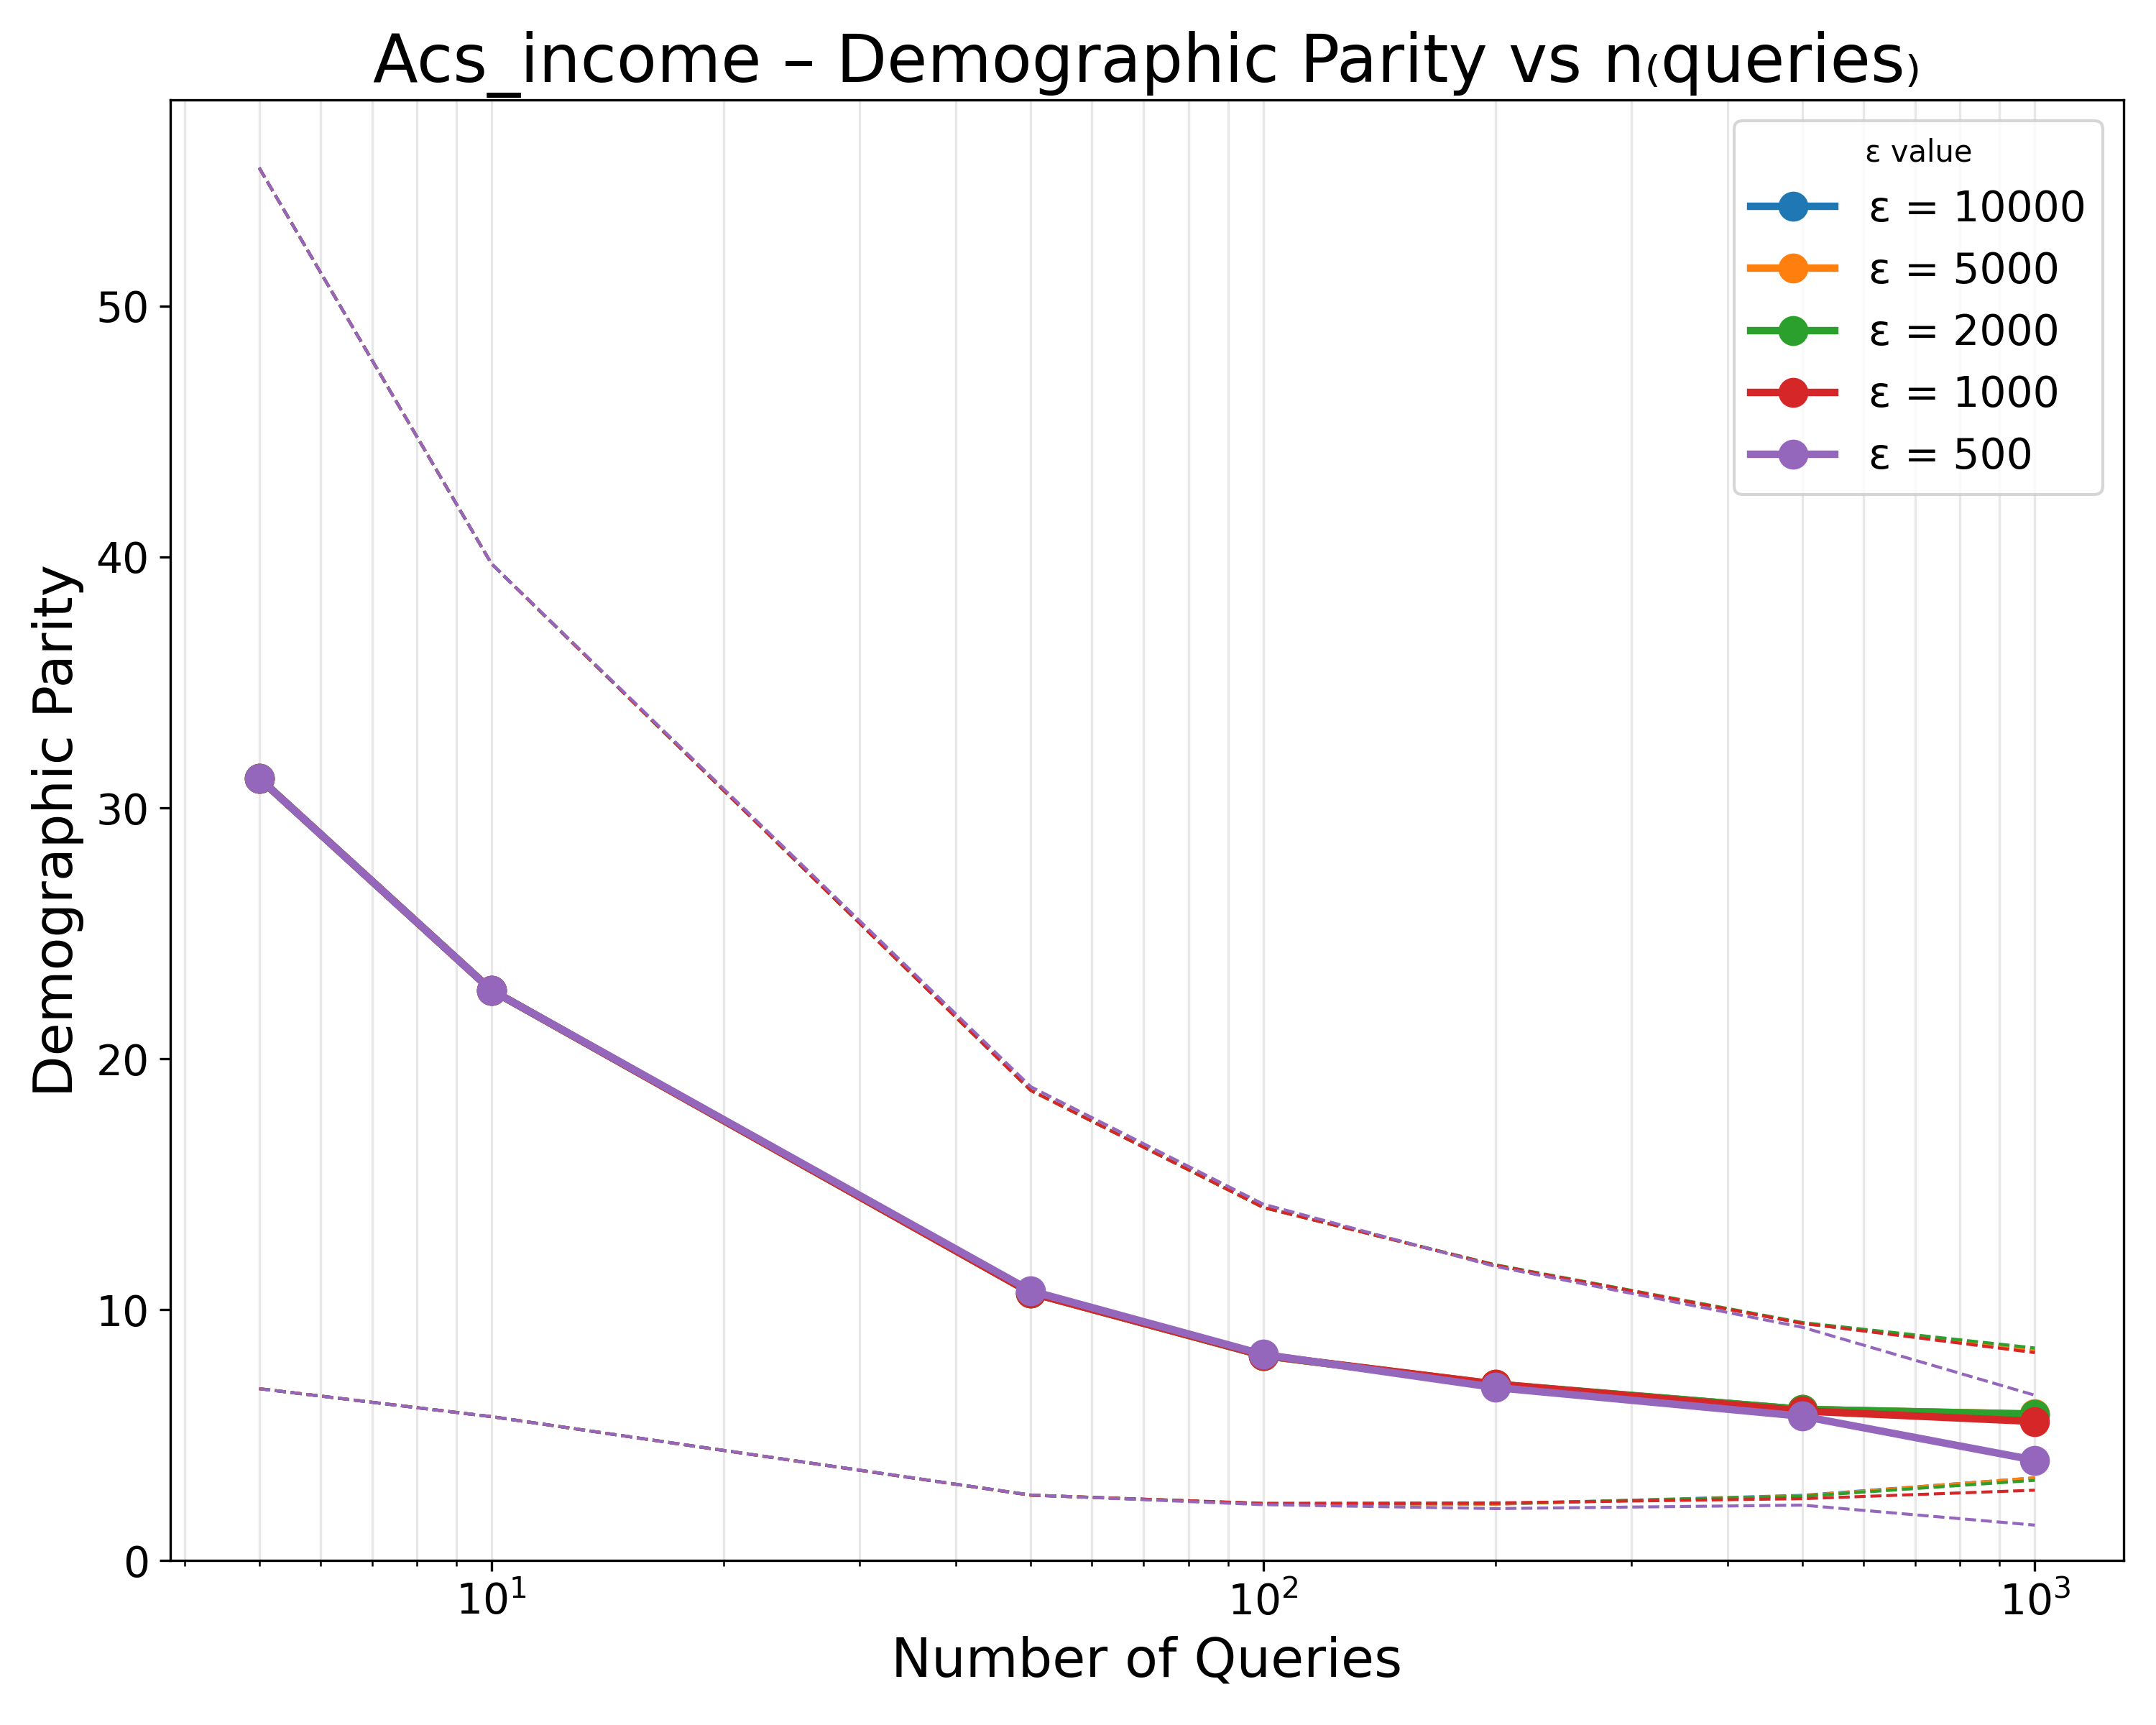 Acs_income – Demographic Parity vs n(queries)
ε value
ε = 10000
ε = 5000
ε = 2000
ε = 1000
ε = 500
Demographic Parity
50
40
30
20
10
0
10¹ 10² 10³
Number of Queries